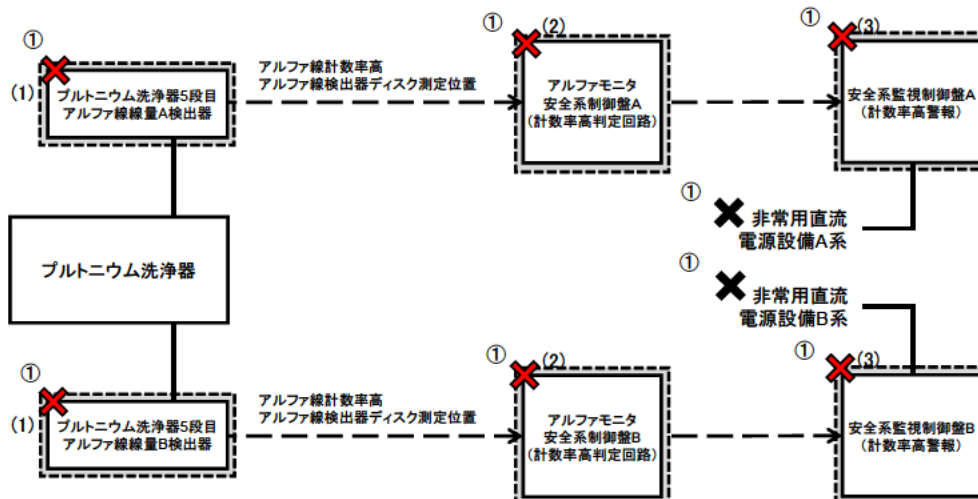 ①
(1)
プルトニウム洗浄器5段目
アルファ線線量A検出器
アルファ線計数率高
アルファ線検出器ディスク測定位置
①
(2)
アルファモニタ
安全系制御盤A
(計数率高判定回路)
①
(3)
安全系監視制御盤A
(計数率高警報)
①
非常用直流
電源設備A系
プルトニウム洗浄器
①
非常用直流
電源設備B系
①
(1)
プルトニウム洗浄器5段目
アルファ線線量B検出器
アルファ線計数率高
アルファ線検出器ディスク測定位置
①
(2)
アルファモニタ
安全系制御盤B
(計数率高判定回路)
①
(3)
安全系監視制御盤B
(計数率高警報)